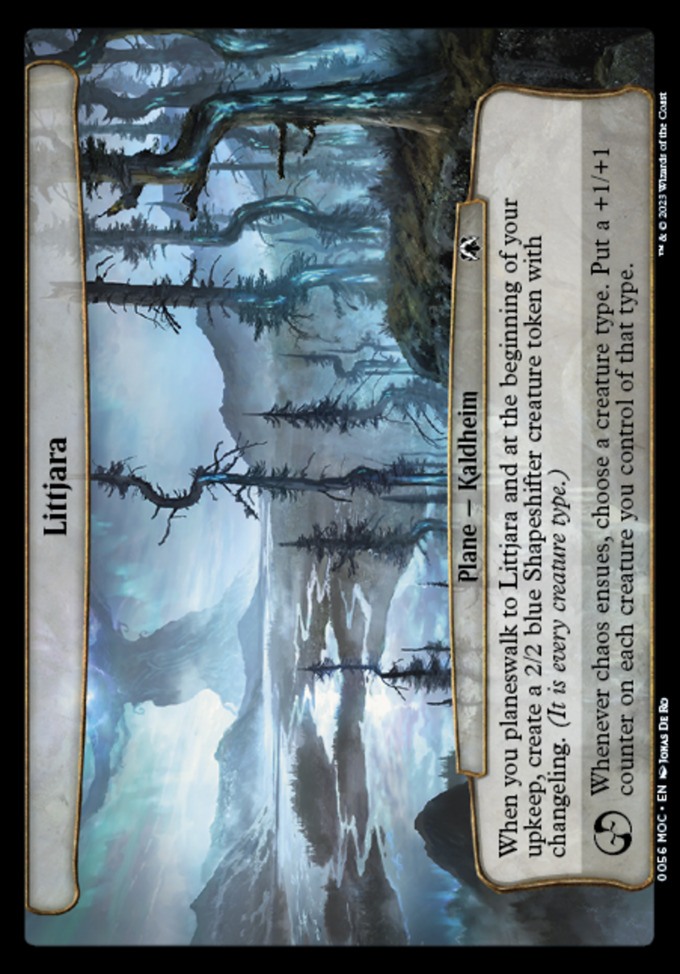 Littjara
Plane — Kaldheim
When you planeswalk to Littjara and at the beginning of your
upkeep, create a 2/2 blue Shapeshifter creature token with
changeling. (It is every creature type.)
Whenever chaos ensues, choose a creature type. Put a +1/+1
counter on each creature you control of that type.
0056 MOC • EN JONAS DE RO
™ & © 2023 Wizards of the Coast